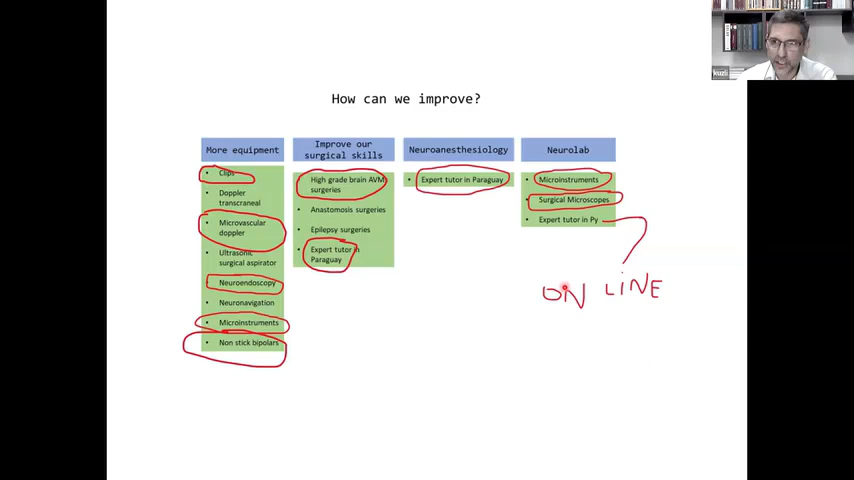 How can we improve?
More equipment
• Clips
• Doppler
transcraneal
• Microvascular
doppler
• Ultrasonic
surgical aspirator
• Neuroendoscopy
• Neuronavigation
• Microinstruments
• Non stick bipolars
Improve our
surgical skills
• High grade brain AVM
surgeries
• Anastomosis surgeries
• Epilepsy surgeries
• Expert tutor in
Paraguay
Neuroanesthesiology
• Expert tutor in Paraguay
Neurolab
• Microinstruments
• Surgical Microscopes
• Expert tutor in Py
ON LINE